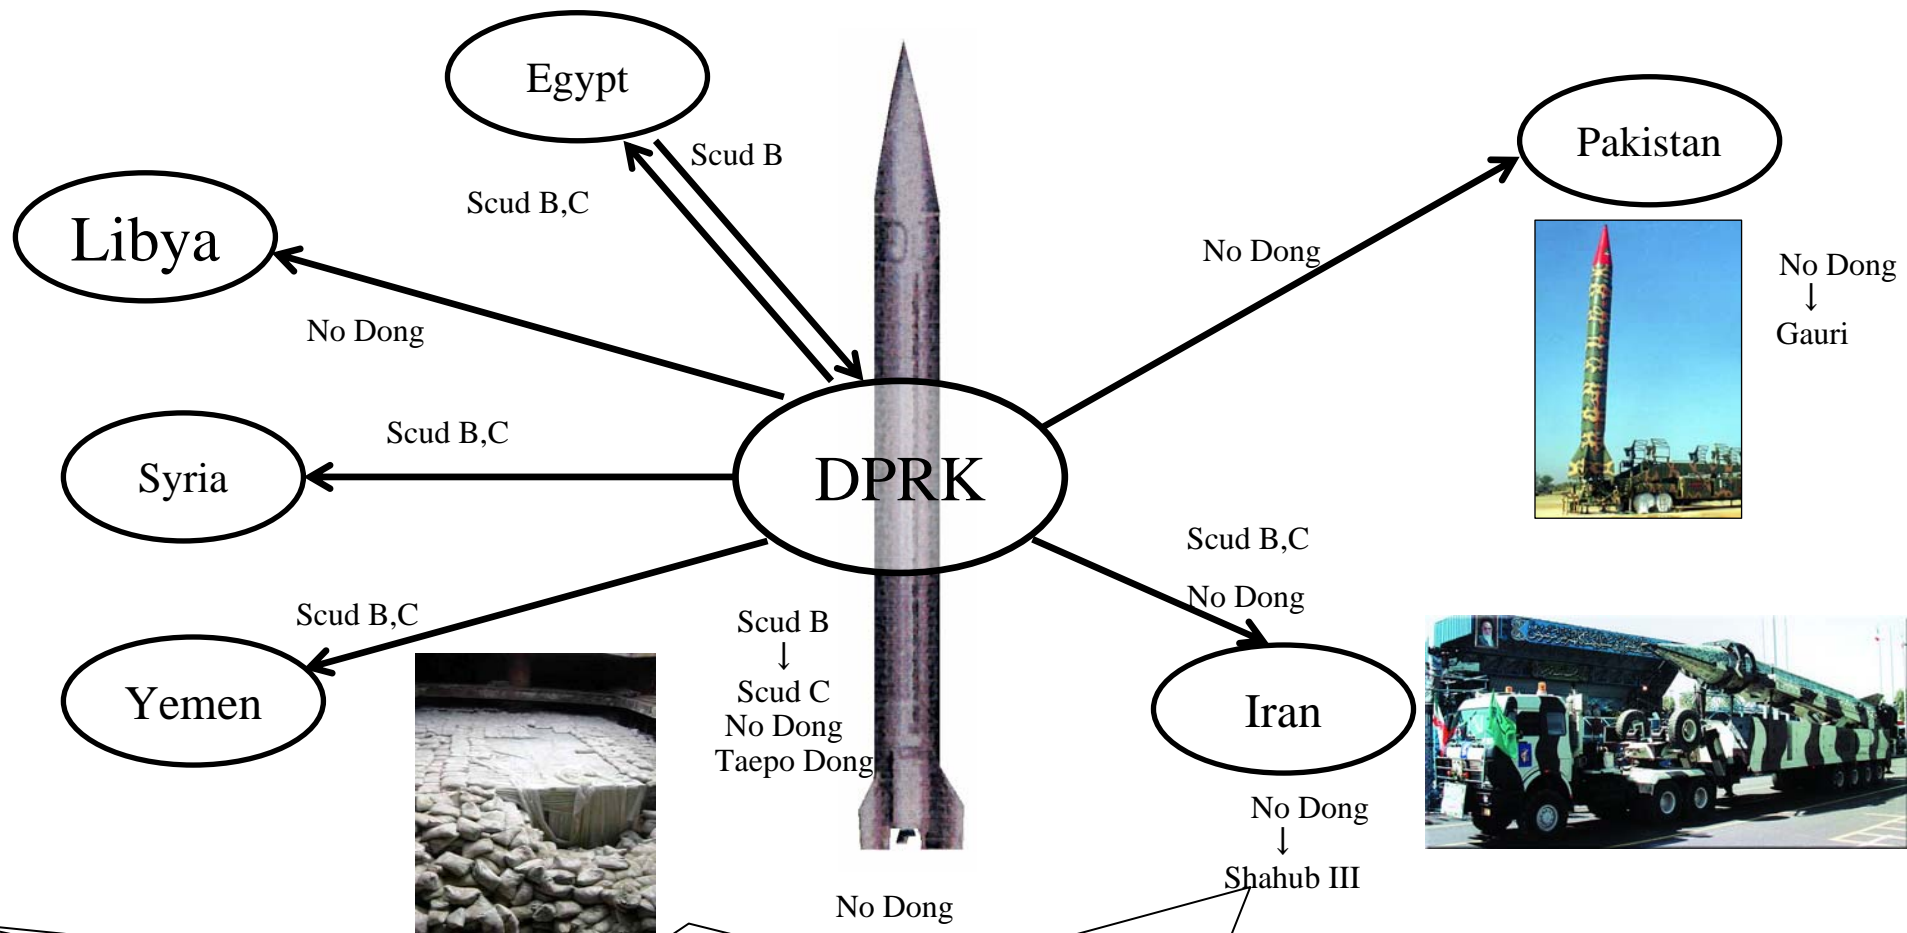 Egypt
Scud B
Scud B,C
Pakistan
Libya
No Dong
No Dong
No Dong
↓
Gauri
Scud B,C
Syria
DPRK
Scud B,C
No Dong
Scud B,C
Yemen
Scud B
↓
Scud C
No Dong
Taepo Dong
Iran
No Dong
↓
Shahub III
No Dong